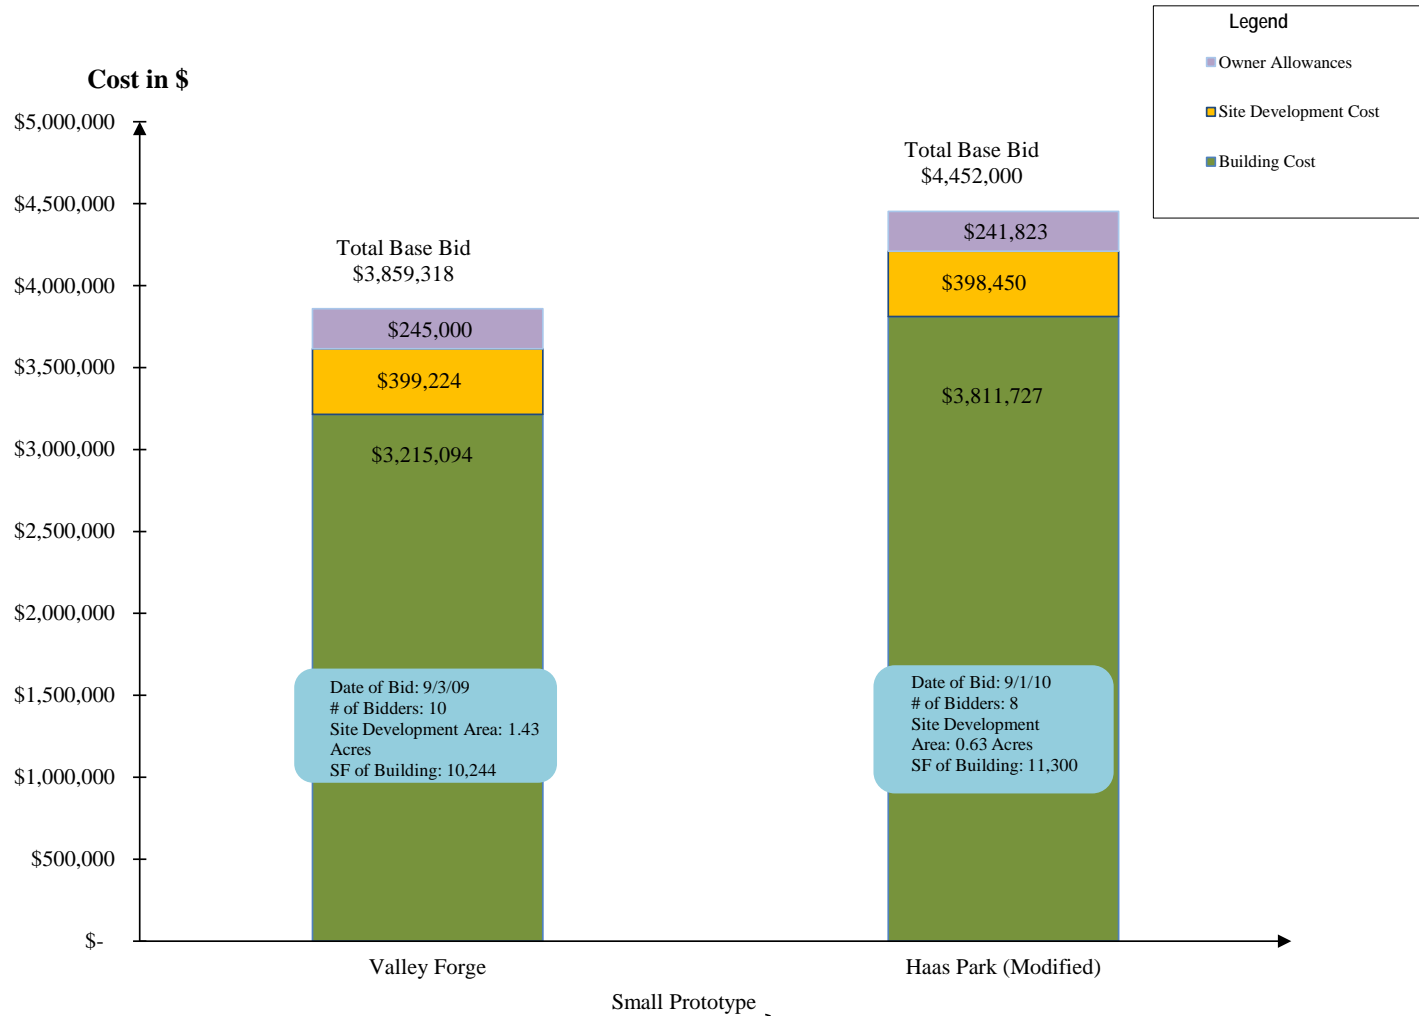 Legend
Owner Allowances
Site Development Cost
Building Cost
Cost in $
$5,000,000
$4,500,000
$4,000,000
$3,500,000
$3,000,000
$2,500,000
$2,000,000
$1,500,000
$1,000,000
$500,000
$-
Total Base Bid
$3,859,318
$245,000
$399,224
$3,215,094
Date of Bid: 9/3/09
# of Bidders: 10
Site Development Area: 1.43
Acres
SF of Building: 10,244
Total Base Bid
$4,452,000
$241,823
$398,450
$3,811,727
Date of Bid: 9/1/10
# of Bidders: 8
Site Development
Area: 0.63 Acres
SF of Building: 11,300
Valley Forge
Haas Park (Modified)
Small Prototype